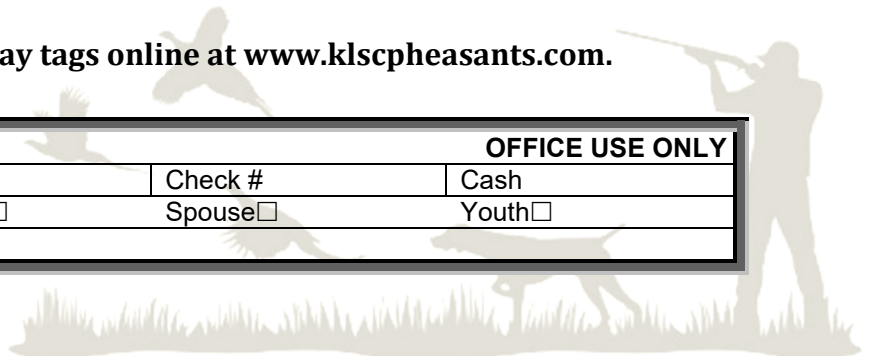 ay tags online at www.klscpheasants.com.
OFFICE USE ONLY
Check # Cash
☐ Spouse☐ Youth☐